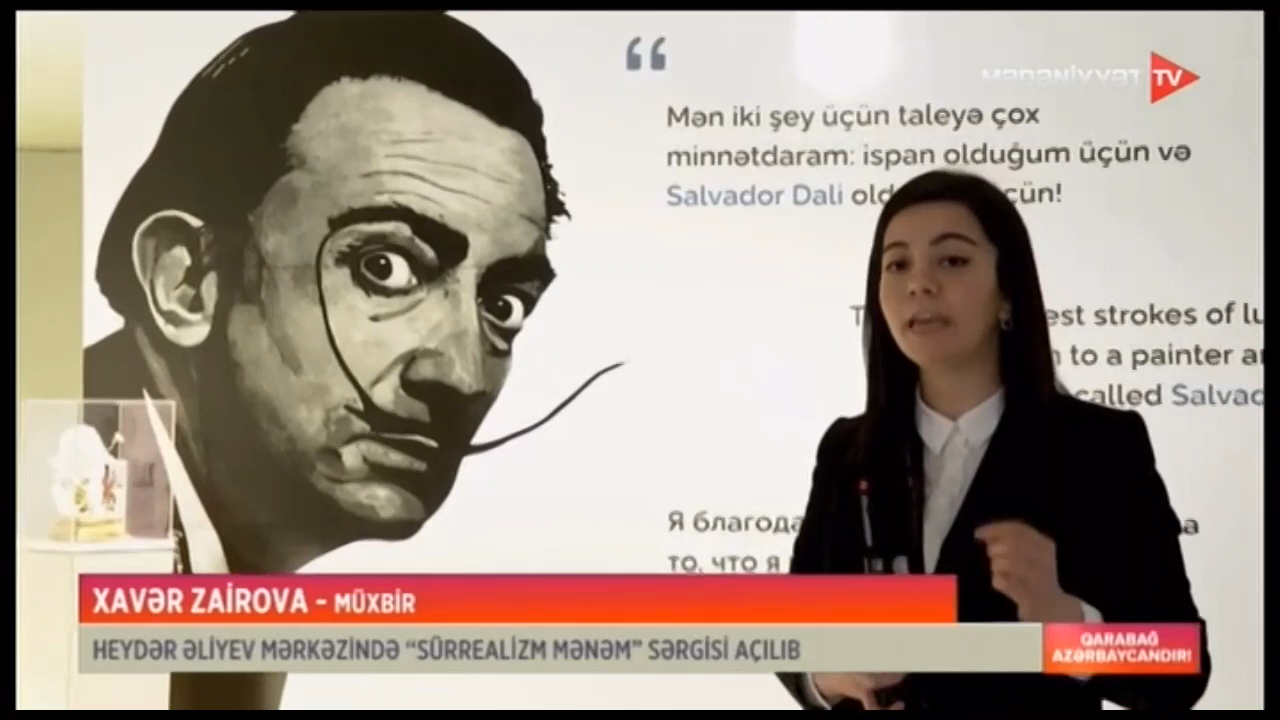 “
MƏDƏNİYYƏT TV
Mən iki şey üçün taleyə çox
minnətdaram: ispan olduğum üçün və
Salvador Dali
est strokes of lu
to a painter
called Salvad
Я благода
то, что я
XAVƏR ZAİROVA - MÜXBİR
HEYDƏR ƏLİYEV MƏRKƏZİNDƏ “SÜRREALİZM MƏNƏM” SƏRGİSİ AÇILIB
QARABAĞ
AZƏRBAYCANDIR!